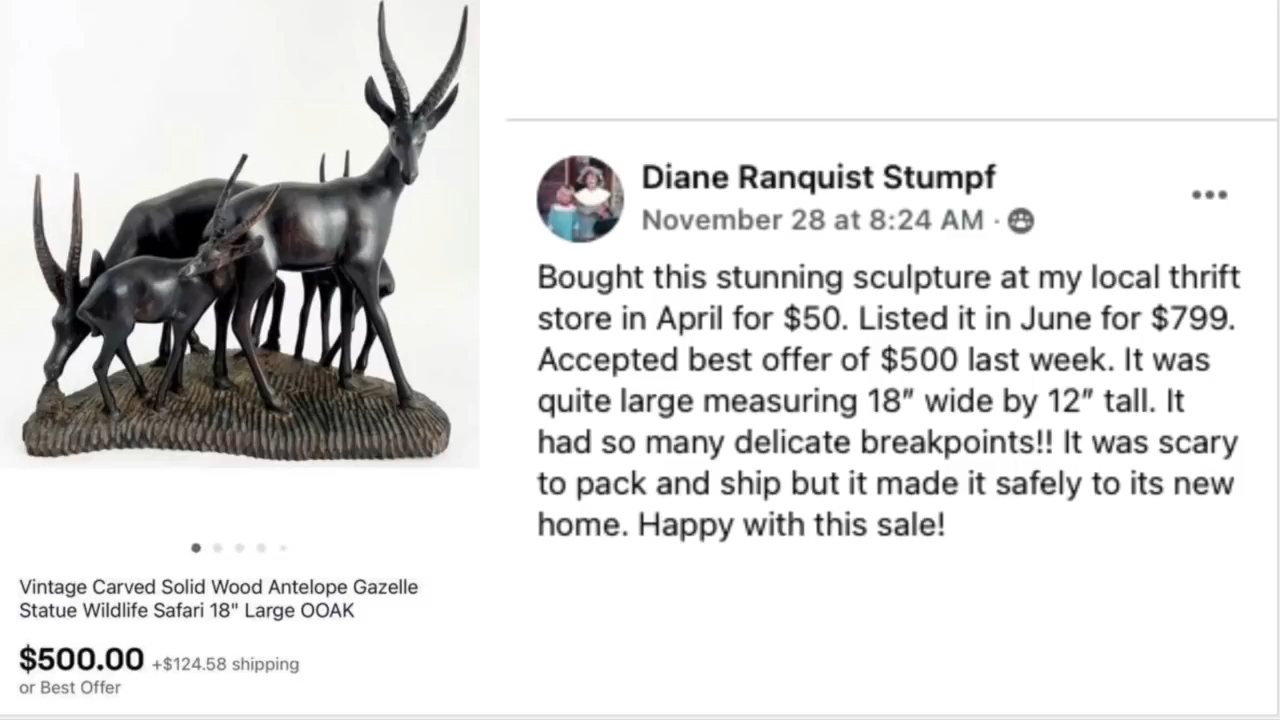 Diane Ranquist Stumpf
November 28 at 8:24 AM ·
Bought this stunning sculpture at my local thrift
store in April for $50. Listed it in June for $799.
Accepted best offer of $500 last week. It was
quite large measuring 18” wide by 12” tall. It
had so many delicate breakpoints!! It was scary
to pack and ship but it made it safely to its new
home. Happy with this sale!
Vintage Carved Solid Wood Antelope Gazelle
Statue Wildlife Safari 18" Large OOAK
$500.00 +$124.58 shipping
or Best Offer